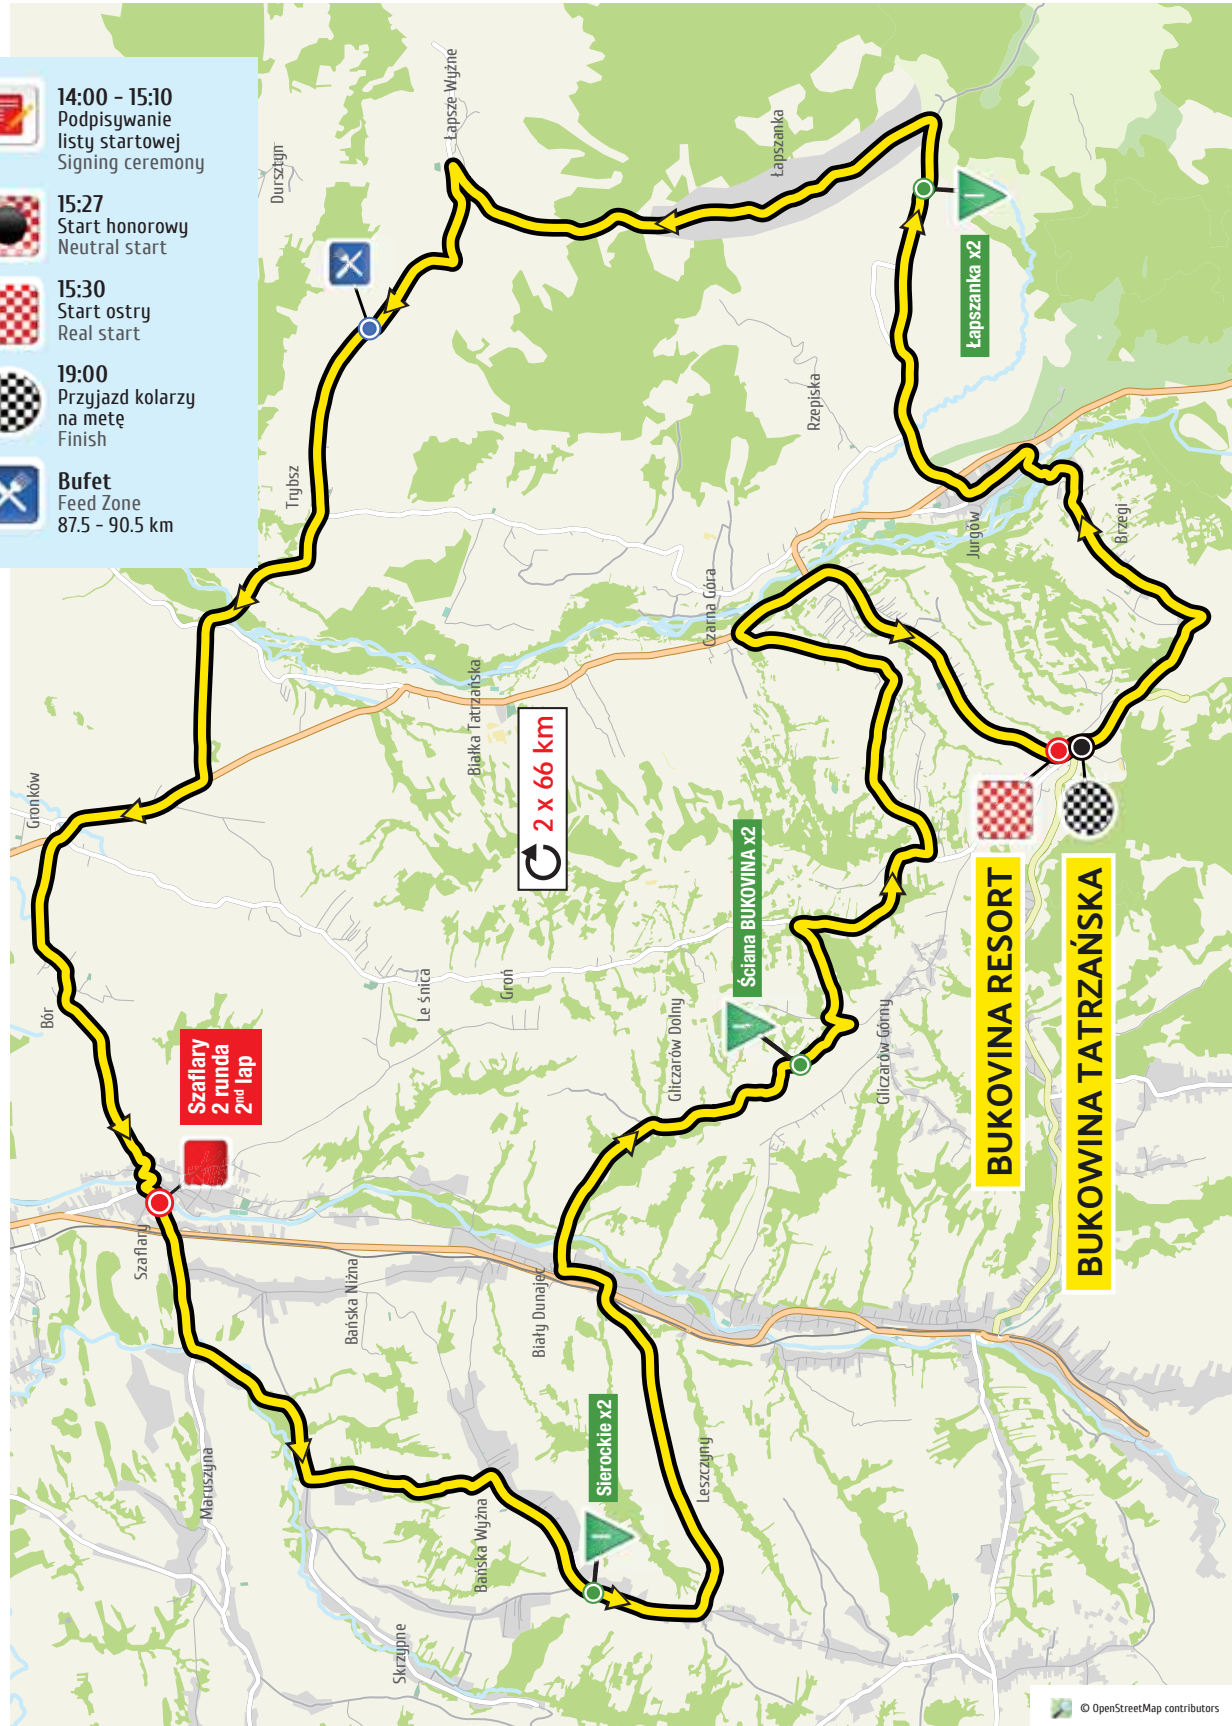 14:00 - 15:10
Podpisywanie
listy startowej
Signing ceremony
15:27
Start honorowy
Neutral start
15:30
Start ostry
Real start
19:00
Przyjazd kolarzy
na metę
Finish
Bufet
Feed Zone
87.5 - 90.5 km
Dursztyn
Łapsze Wyżne
Łapszanka
Łapszanka x2
Rzepiska
Trybsz
Jurgów
Brzegi
Czarna Góra
Białka Tatrzańska
Gronków
2 x 66 km
Ściana BUKOVINA x2
BUKOVINA RESORT
BUKOWINA TATRZAŃSKA
Bór
Le śnica
Groń
Gliczarów Dolny
Gliczarów Górny
Szaflary
2 runda
2nd lap
Szaflary
Bańska Niżna
Biały Dunajec
Sierockie x2
Maruszyna
Bańska Wyżna
Leszczyny
Skrzypne
© OpenStreetMap contributors